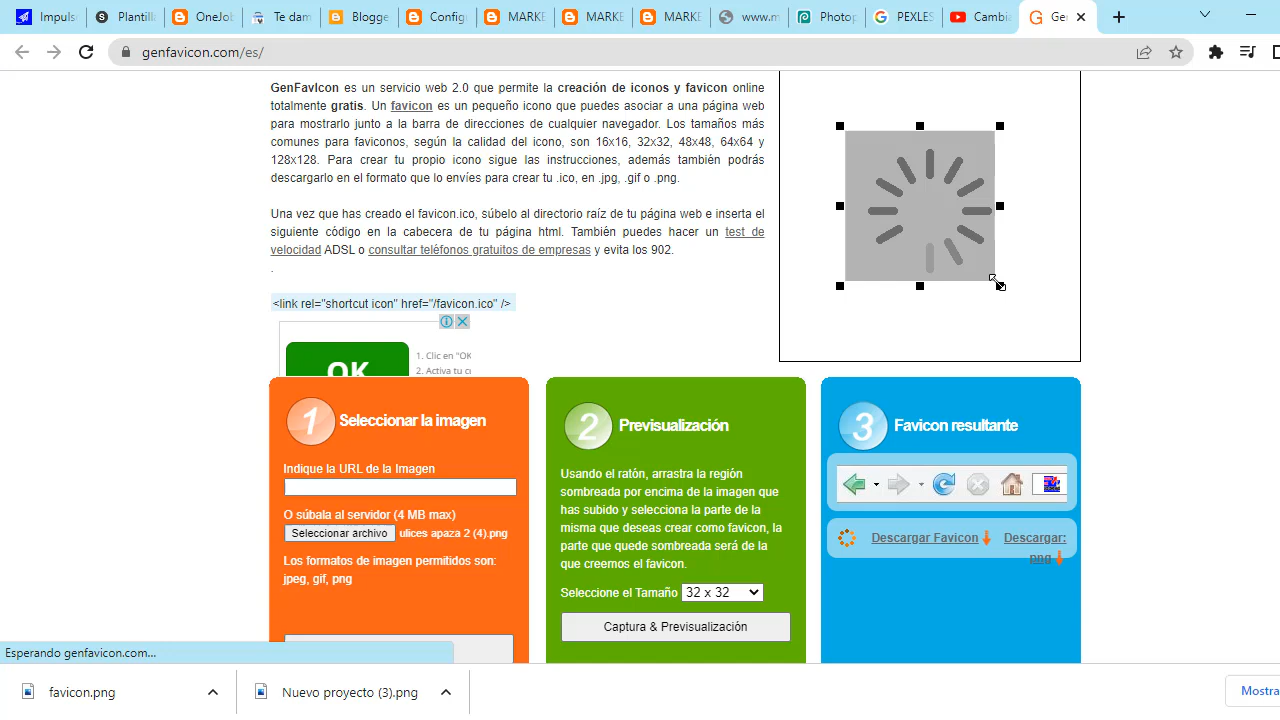 Impuls
Plantill
OneJob
Te dam
Blogge
Config
MARKE
MARKE
MARKE
www.m
Photop
PEXLES
Cambia
Ge
genfavicon.com/es/
GenFavIcon es un servicio web 2.0 que permite la creación de iconos y favicon online
totalmente gratis. Un favicon es un pequeño icono que puedes asociar a una página web
para mostrarlo junto a la barra de direcciones de cualquier navegador. Los tamaños más
comunes para faviconos, según la calidad del icono, son 16x16, 32x32, 48x48, 64x64 y
128x128. Para crear tu propio icono sigue las instrucciones, además también podrás
descargarlo en el formato que lo envíes para crear tu .ico, en .jpg, .gif o .png.
Una vez que has creado el favicon.ico, súbelo al directorio raíz de tu página web e inserta el
siguiente código en la cabecera de tu página html. También puedes hacer un test de
velocidad ADSL o consultar teléfonos gratuitos de empresas y evita los 902.
.
<link rel="shortcut icon" href="/favicon.ico" />
OK
1. Clic en "OK
2. Activa tu cu
1 Seleccionar la imagen
Indique la URL de la Imagen
O súbala al servidor (4 MB max)
Seleccionar archivo ulices apaza 2 (4).png
Los formatos de imagen permitidos son:
jpeg, gif, png
2 Previsualización
Usando el ratón, arrastra la región
sombreada por encima de la imagen que
has subido y selecciona la parte de la
misma que deseas crear como favicon, la
parte que quede sombreada será de la
que creemos el favicon.
Seleccione el Tamaño 32 x 32
Captura & Previsualización
3 Favicon resultante
Descargar Favicon Descargar:
png
Esperando genfavicon.com...
favicon.png
Nuevo proyecto (3).png
Mostra